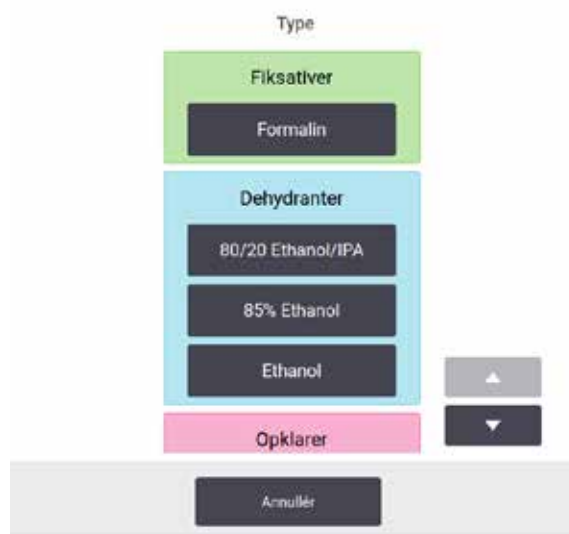 Type
Fiksativer
Formalin
Dehydranter
80/20 Ethanol/IPA
85% Ethanol
Ethanol
Opklarer
Annullér